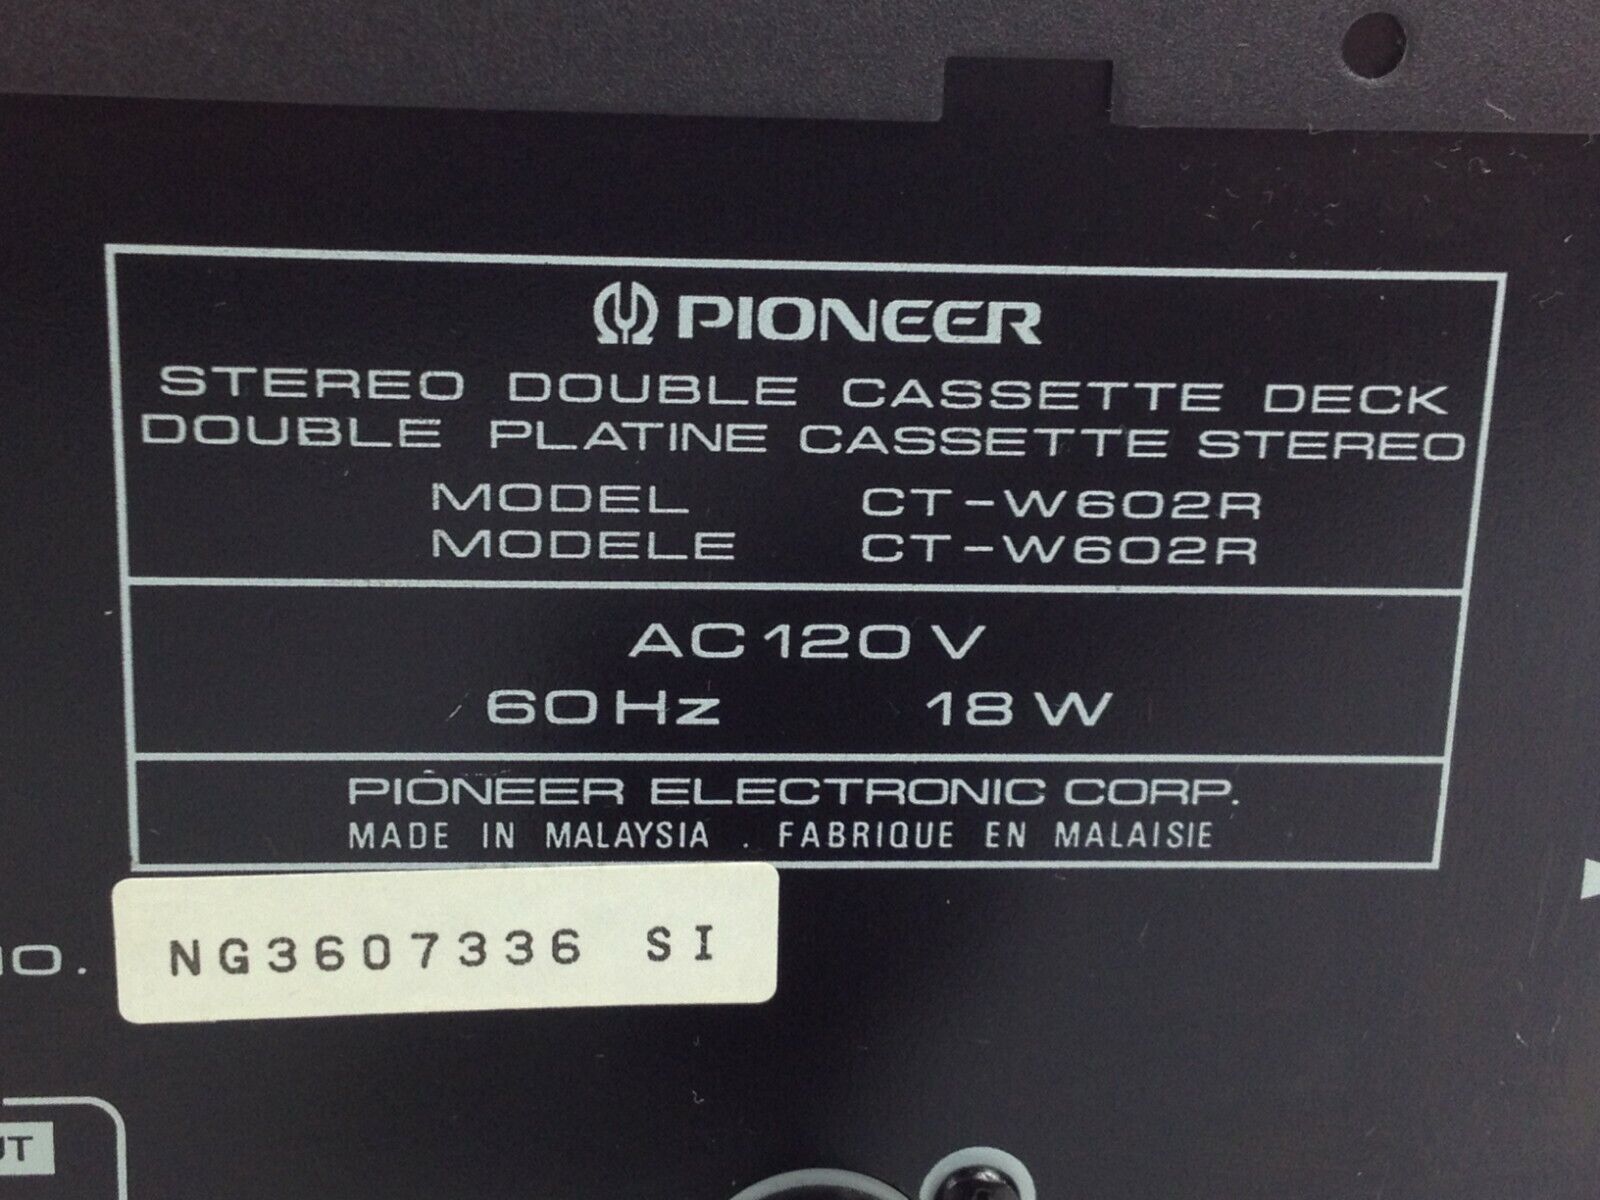 PIONEER
STEREO DOUBLE CASSETTE DECK
DOUBLE PLATINE CASSETTE STEREO
MODEL CT-W602R
MODELE CT-W602R
AC 120 V
60 Hz 18 W
PIONEER ELECTRONIC CORP.
MADE IN MALAYSIA . FABRIQUE EN MALAISIE
NG3607336 SI